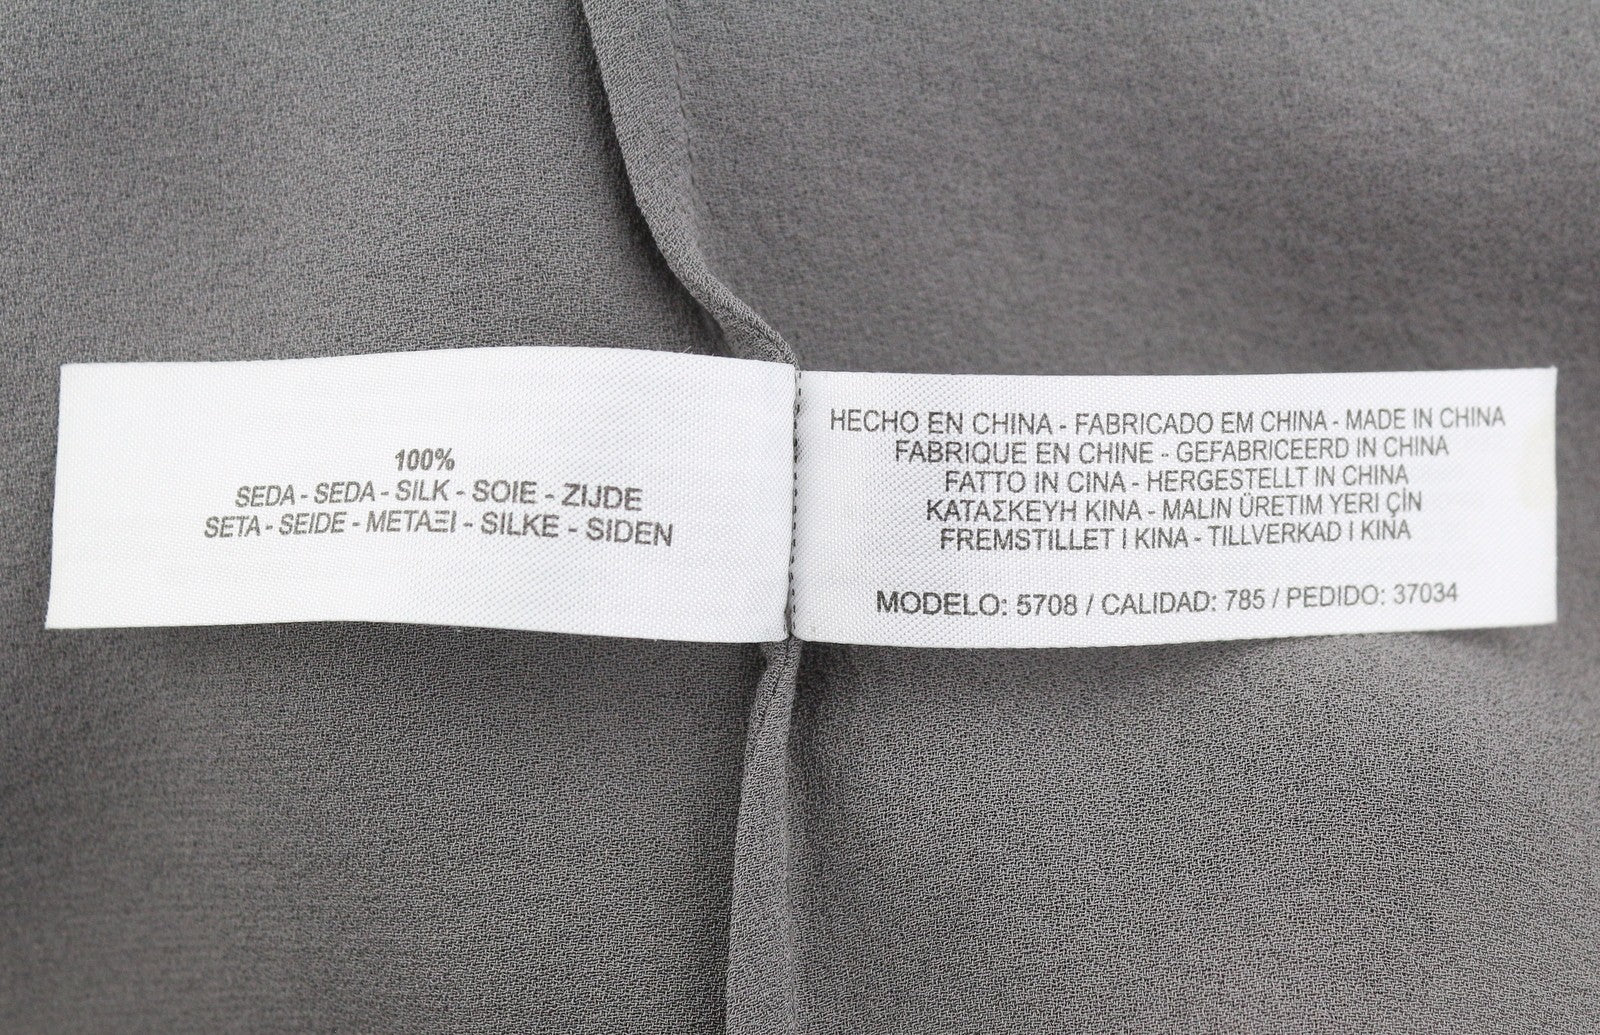 100%
SEDA - SEDA - SILK - SOIE - ZIJDE
SETA - SEIDE - ΜΕΤΑΞΙ - SILKE - SIDEN
HECHO EN CHINA - FABRICADO EM CHINA - MADE IN CHINA
FABRIQUE EN CHINE - GEFABRICEERD IN CHINA
FATTO IN CINA - HERGESTELLT IN CHINA
ΚΑΤΑΣΚΕΥΗ ΚΙΝΑ - MALIN ÜRETIM YERI ÇİN
FREMSTILLET I KINA - TILLVERKAD I KINA
MODELO: 5708 / CALIDAD: 785 / PEDIDO: 37034